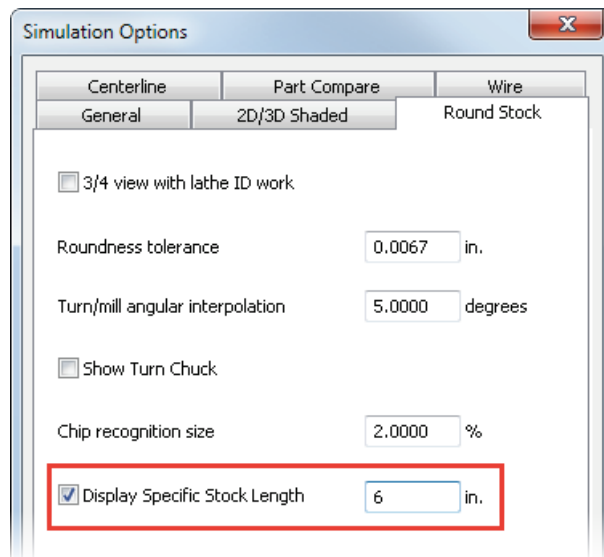 Simulation Options
x
Centerline Part Compare Wire
General 2D/3D Shaded Round Stock
3/4 view with lathe ID work
Roundness tolerance 0.0067 in.
Turn/mill angular interpolation 5.0000 degrees
Show Turn Chuck
Chip recognition size 2.0000 %
Display Specific Stock Length 6 in.